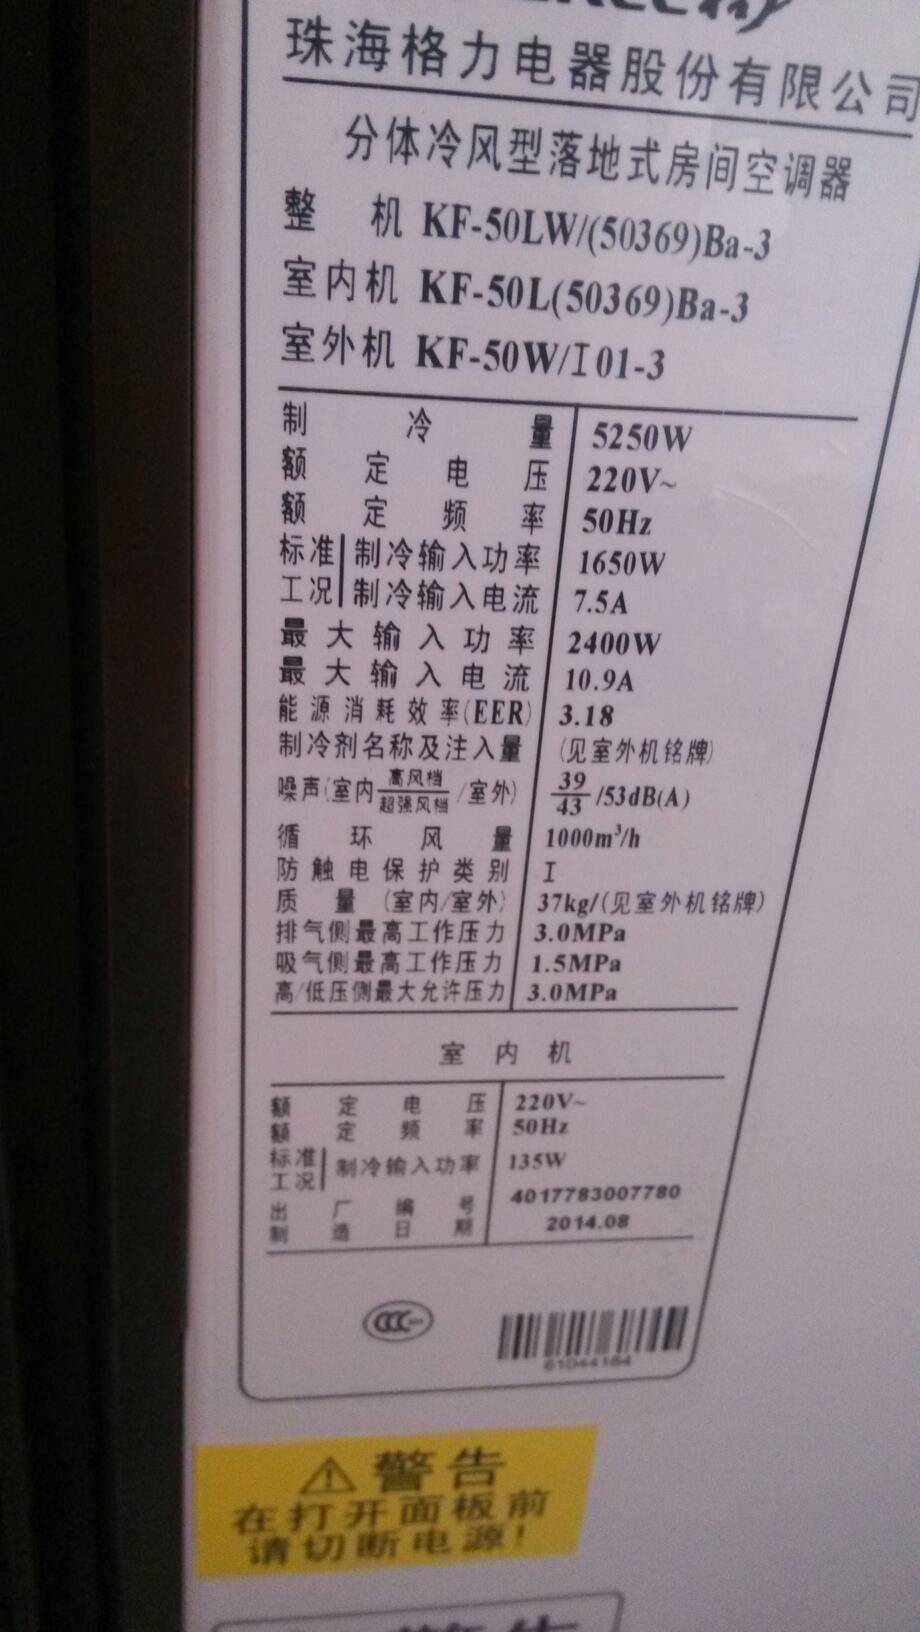 珠海格力电器股份有限公司
分体冷风型落地式房间空调器
整 机 KF-50LW/(50369)Ba-3
室内机 KF-50L(50369)Ba-3
室外机 KF-50W/I01-3
制 冷 量 5250W
额 定 电 压 220V~
额 定 频 率 50Hz
标准工况 制冷输入功率 1650W
制冷输入电流 7.5A
最 大 输 入 功 率 2400W
最 大 输 入 电 流 10.9A
能源消耗效率(EER) 3.18
制冷剂名称及注入量 (见室外机铭牌)
噪声(室内 高风档/超强风档 /室外) 39/43 /53dB(A)
循 环 风 量 1000m³/h
防触电保护类别 I
质 量 (室内/室外) 37kg/(见室外机铭牌)
排气侧最高工作压力 3.0MPa
吸气侧最高工作压力 1.5MPa
高/低压侧最大允许压力 3.0MPa
室 内 机
额 定 电 压 220V~
额 定 频 率 50Hz
标准工况 制冷输入功率 135W
出 厂 编 号 4017783007780
制 造 日 期 2014.08
CCC
61044164
警告
在打开面板前
请切断电源!